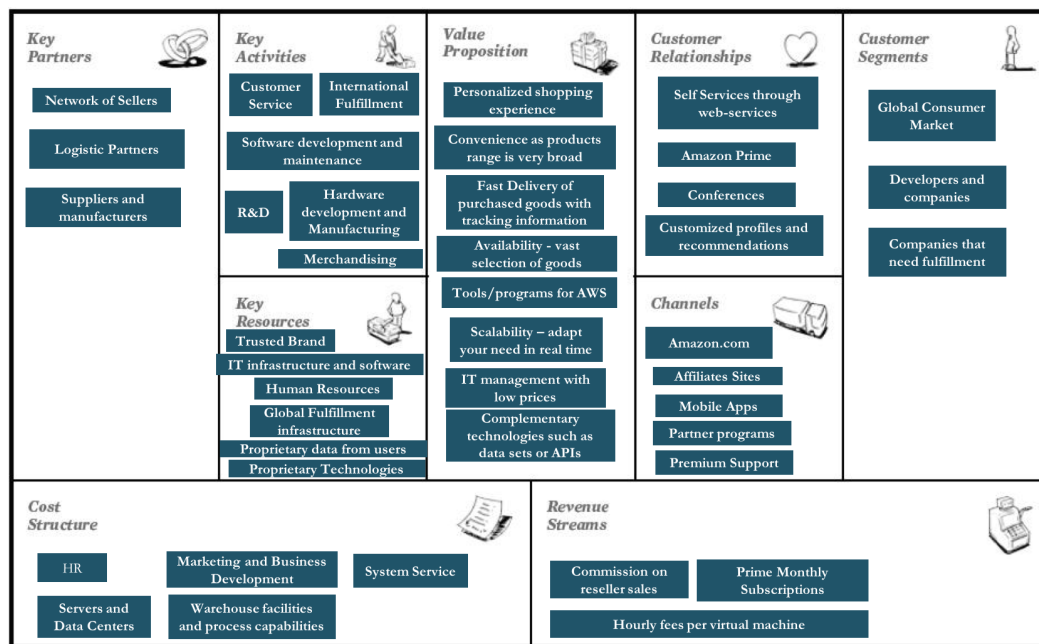 Key
Partners
Network of Sellers
Logistic Partners
Suppliers and
manufacturers
Key
Activities
Customer
Service
International
Fulfillment
Software development and
maintenance
R&D
Hardware
development and
Manufacturing
Merchandising
Key
Resources
Trusted Brand
IT infrastructure and software
Human Resources
Global Fulfillment
infrastructure
Proprietary data from users
Proprietary Technologies
Value
Proposition
Personalized shopping
experience
Convenience as products
range is very broad
Fast Delivery of
purchased goods with
tracking information
Availability - vast
selection of goods
Tools/programs for AWS
Scalability – adapt
your need in real time
IT management with
low prices
Complementary
technologies such as
data sets or APIs
Customer
Relationships
Self Services through
web-services
Amazon Prime
Conferences
Customized profiles and
recommendations
Channels
Amazon.com
Affiliates Sites
Mobile Apps
Partner programs
Premium Support
Customer
Segments
Global Consumer
Market
Developers and
companies
Companies that
need fulfillment
Cost
Structure
HR
Marketing and Business
Development
System Service
Servers and
Data Centers
Warehouse facilities
and process capabilities
Revenue
Streams
Commission on
reseller sales
Prime Monthly
Subscriptions
Hourly fees per virtual machine